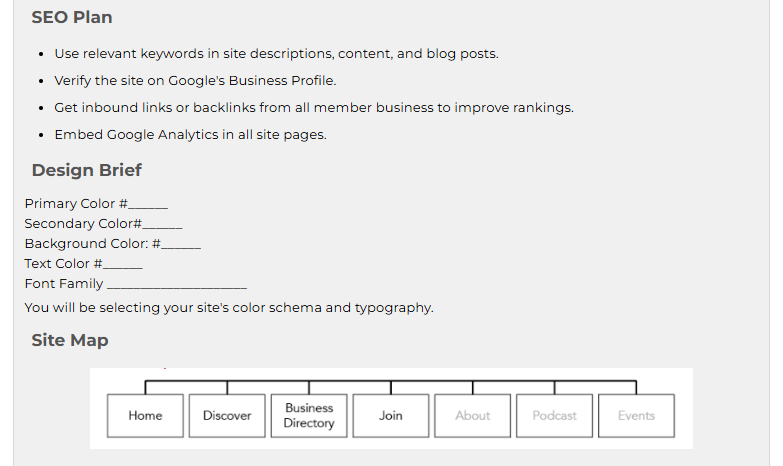 SEO Plan
Use relevant keywords in site descriptions, content, and blog posts.
Verify the site on Google's Business Profile.
Get inbound links or backlinks from all member business to improve rankings.
Embed Google Analytics in all site pages.
Design Brief
Primary Color #______
Secondary Color#______
Background Color: #______
Text Color #______
Font Family _____________________
You will be selecting your site's color schema and typography.
Site Map
Home
Discover
Business
Directory
Join
About
Podcast
Events